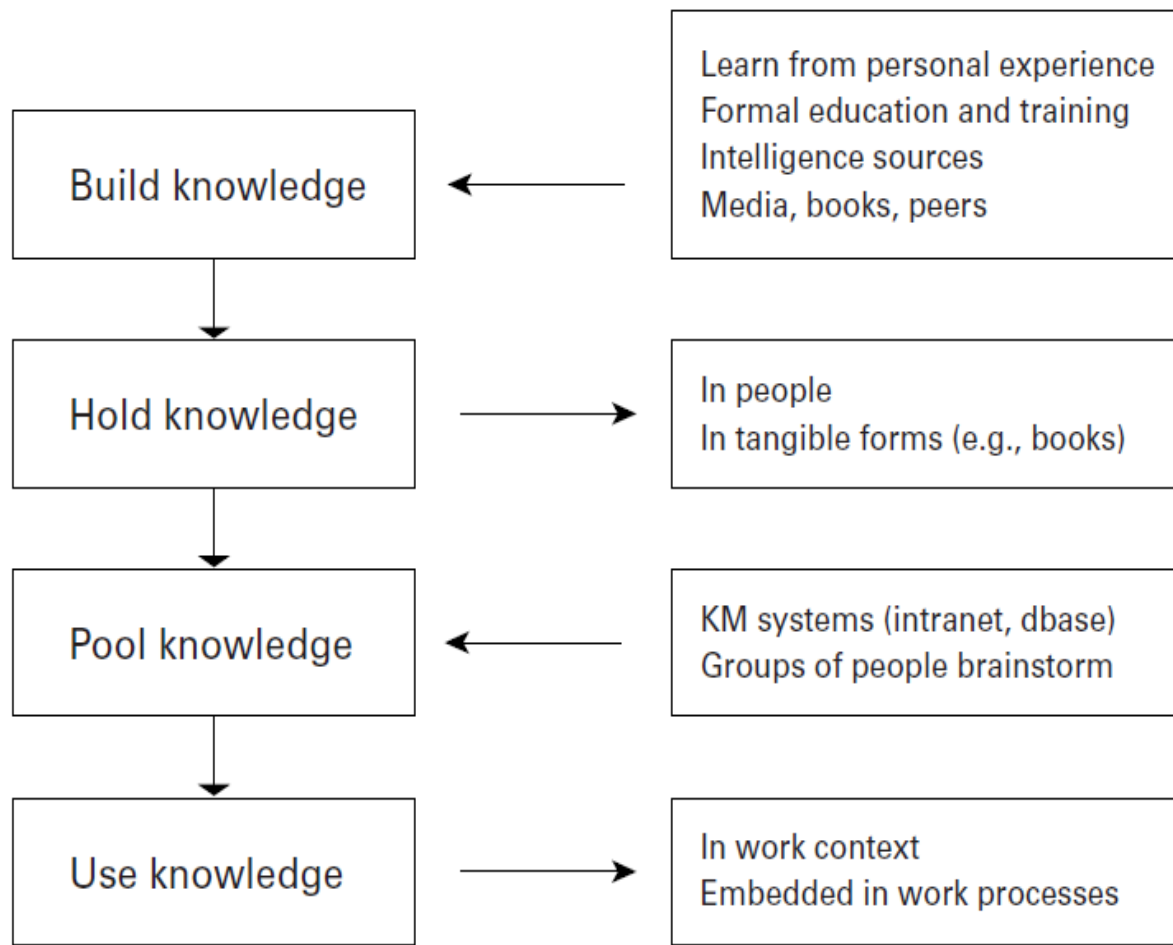 Build knowledge
Learn from personal experience
Formal education and training
Intelligence sources
Media, books, peers
Hold knowledge
In people
In tangible forms (e.g., books)
Pool knowledge
KM systems (intranet, dbase)
Groups of people brainstorm
Use knowledge
In work context
Embedded in work processes